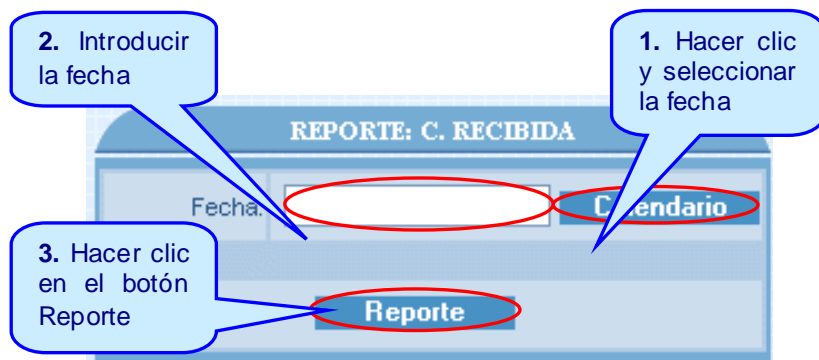 2. Introducir
la fecha
1. Hacer clic
y seleccionar
la fecha
REPORTE: C. RECIBIDA
Fecha:
Calendario
3. Hacer clic
en el botón
Reporte
Reporte